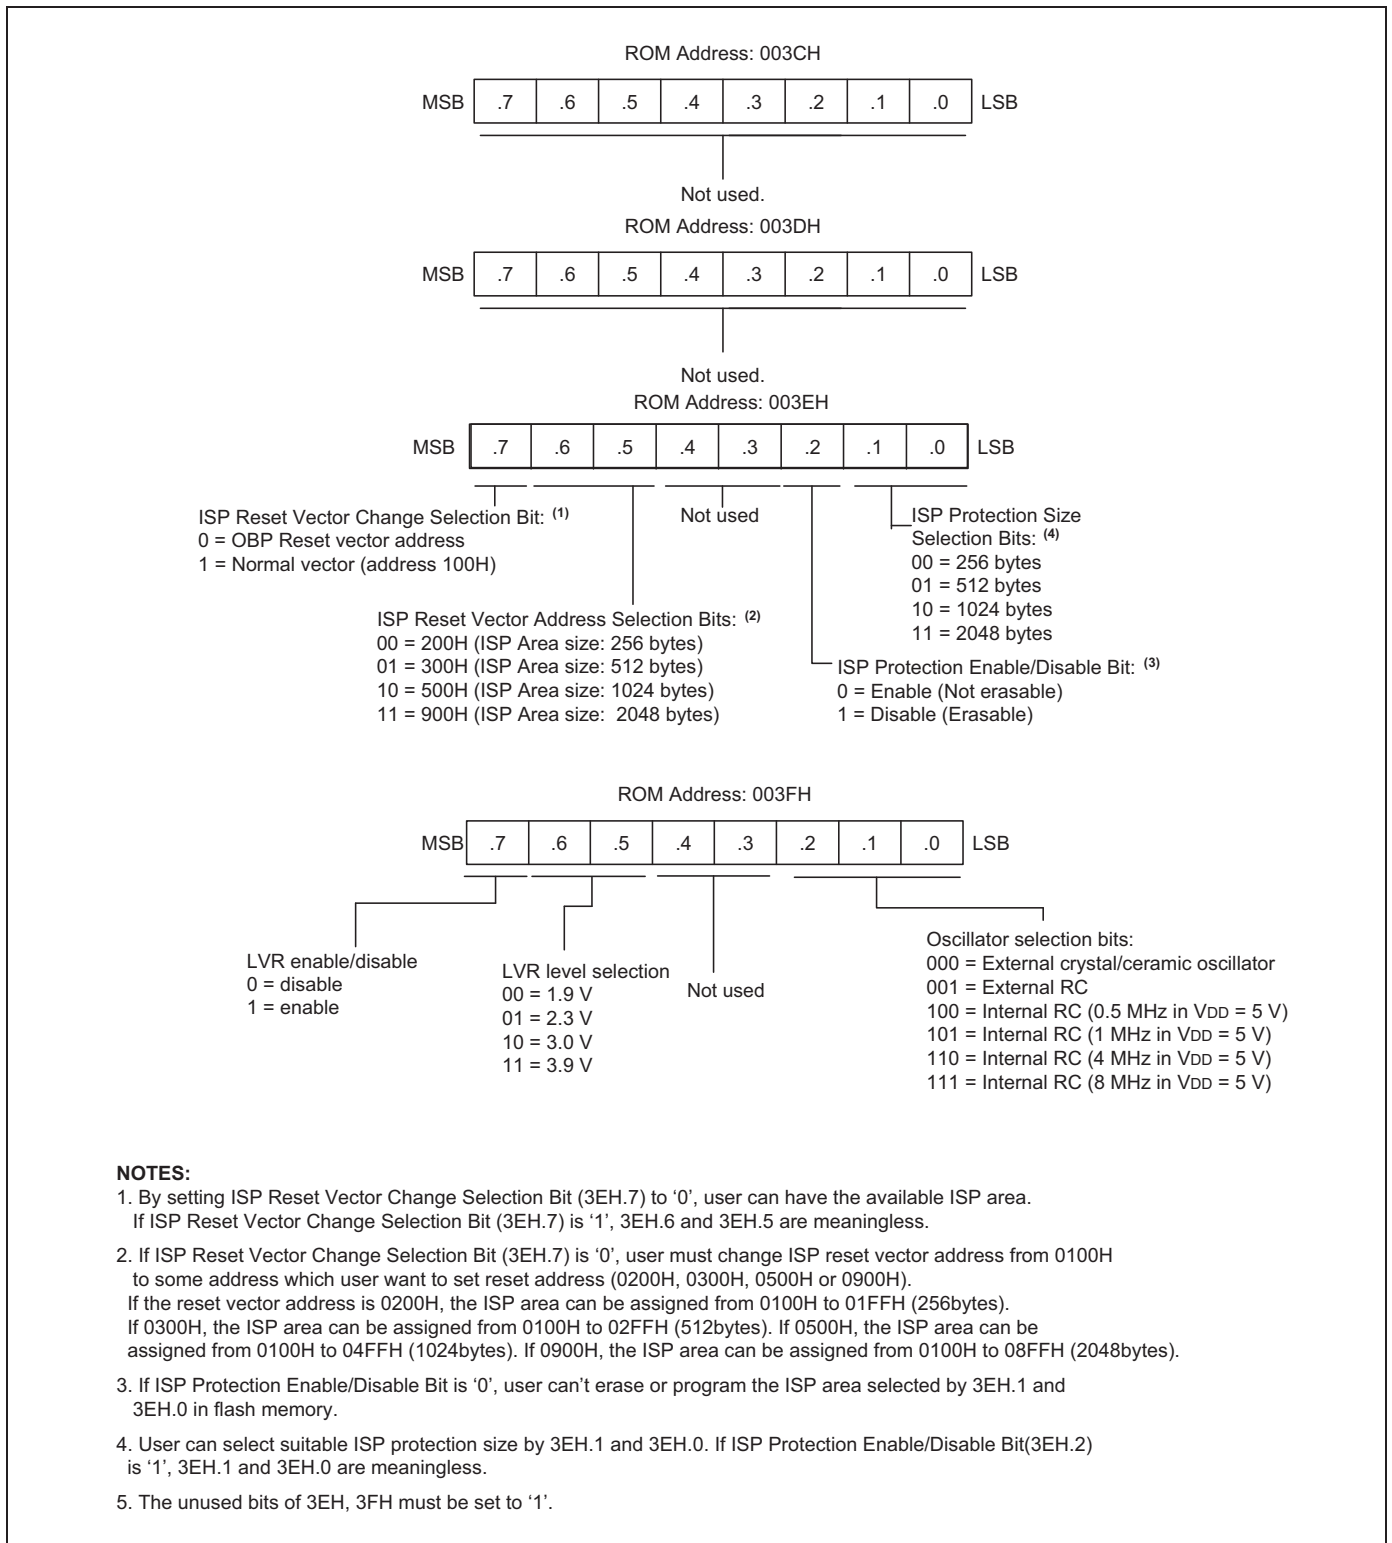 ROM Address: 003CH
MSB .7 .6 .5 .4 .3 .2 .1 .0 LSB
Not used.
ROM Address: 003DH
MSB .7 .6 .5 .4 .3 .2 .1 .0 LSB
Not used.
ROM Address: 003EH
MSB .7 .6 .5 .4 .3 .2 .1 .0 LSB
ISP Reset Vector Change Selection Bit: (1)
0 = OBP Reset vector address
1 = Normal vector (address 100H)
ISP Reset Vector Address Selection Bits: (2)
00 = 200H (ISP Area size: 256 bytes)
01 = 300H (ISP Area size: 512 bytes)
10 = 500H (ISP Area size: 1024 bytes)
11 = 900H (ISP Area size: 2048 bytes)
Not used
ISP Protection Size
Selection Bits: (4)
00 = 256 bytes
01 = 512 bytes
10 = 1024 bytes
11 = 2048 bytes
ISP Protection Enable/Disable Bit: (3)
0 = Enable (Not erasable)
1 = Disable (Erasable)
ROM Address: 003FH
MSB .7 .6 .5 .4 .3 .2 .1 .0 LSB
LVR enable/disable
0 = disable
1 = enable
LVR level selection
00 = 1.9 V
01 = 2.3 V
10 = 3.0 V
11 = 3.9 V
Not used
Oscillator selection bits:
000 = External crystal/ceramic oscillator
001 = External RC
100 = Internal RC (0.5 MHz in VDD = 5 V)
101 = Internal RC (1 MHz in VDD = 5 V)
110 = Internal RC (4 MHz in VDD = 5 V)
111 = Internal RC (8 MHz in VDD = 5 V)
NOTES:
1. By setting ISP Reset Vector Change Selection Bit (3EH.7) to ‘0’, user can have the available ISP area.
If ISP Reset Vector Change Selection Bit (3EH.7) is ‘1’, 3EH.6 and 3EH.5 are meaningless.
2. If ISP Reset Vector Change Selection Bit (3EH.7) is ‘0’, user must change ISP reset vector address from 0100H
to some address which user want to set reset address (0200H, 0300H, 0500H or 0900H).
If the reset vector address is 0200H, the ISP area can be assigned from 0100H to 01FFH (256bytes).
If 0300H, the ISP area can be assigned from 0100H to 02FFH (512bytes). If 0500H, the ISP area can be
assigned from 0100H to 04FFH (1024bytes). If 0900H, the ISP area can be assigned from 0100H to 08FFH (2048bytes).
3. If ISP Protection Enable/Disable Bit is ‘0’, user can’t erase or program the ISP area selected by 3EH.1 and
3EH.0 in flash memory.
4. User can select suitable ISP protection size by 3EH.1 and 3EH.0. If ISP Protection Enable/Disable Bit(3EH.2)
is ‘1’, 3EH.1 and 3EH.0 are meaningless.
5. The unused bits of 3EH, 3FH must be set to ‘1’.